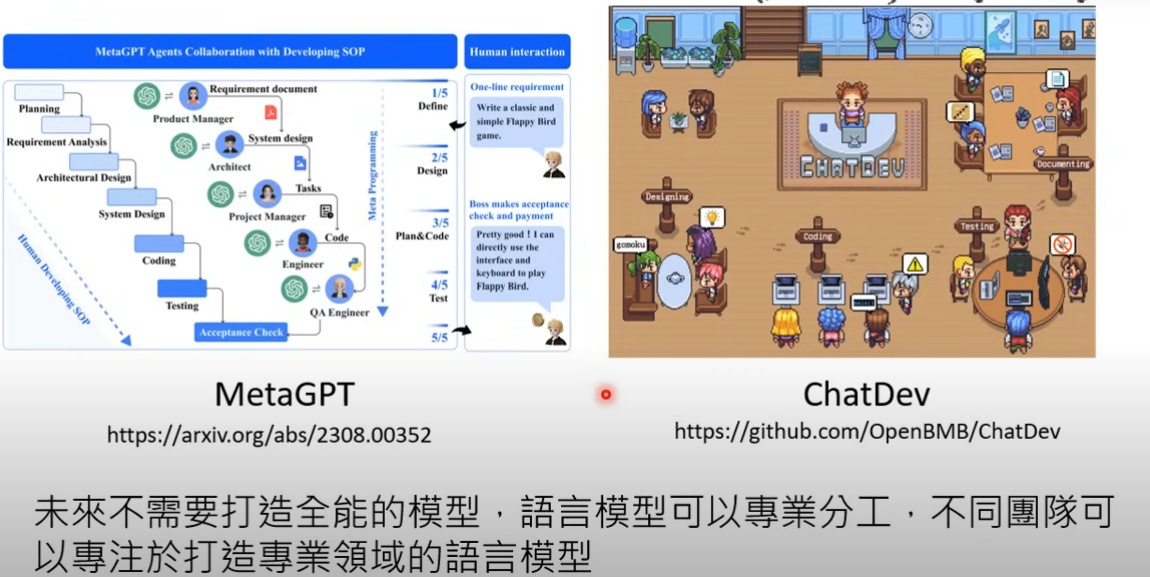 MetaGPT Agents Collaboration with Developing SOP
Human interaction
Planning
Requirement Analysis
Architectural Design
System Design
Coding
Testing
Acceptance Check
Human Developing SOP
Requirement document
Product Manager
System design
Architect
Tasks
Project Manager
Code
Engineer
QA Engineer
Meta Programming
1/5
Define
2/5
Design
3/5
Plan&Code
4/5
Test
5/5
One-line requirement
Write a classic and
simple Flappy Bird
game.
Boss makes acceptance
check and payment
Pretty good ! I can
directly use the
interface and
keyboard to play
Flappy Bird.
CHATDEV
Designing
gomoku
Coding
Testing
Documenting
MetaGPT
https://arxiv.org/abs/2308.00352
ChatDev
https://github.com/OpenBMB/ChatDev
未來不需要打造全能的模型，語言模型可以專業分工，不同團隊可
以專注於打造專業領域的語言模型